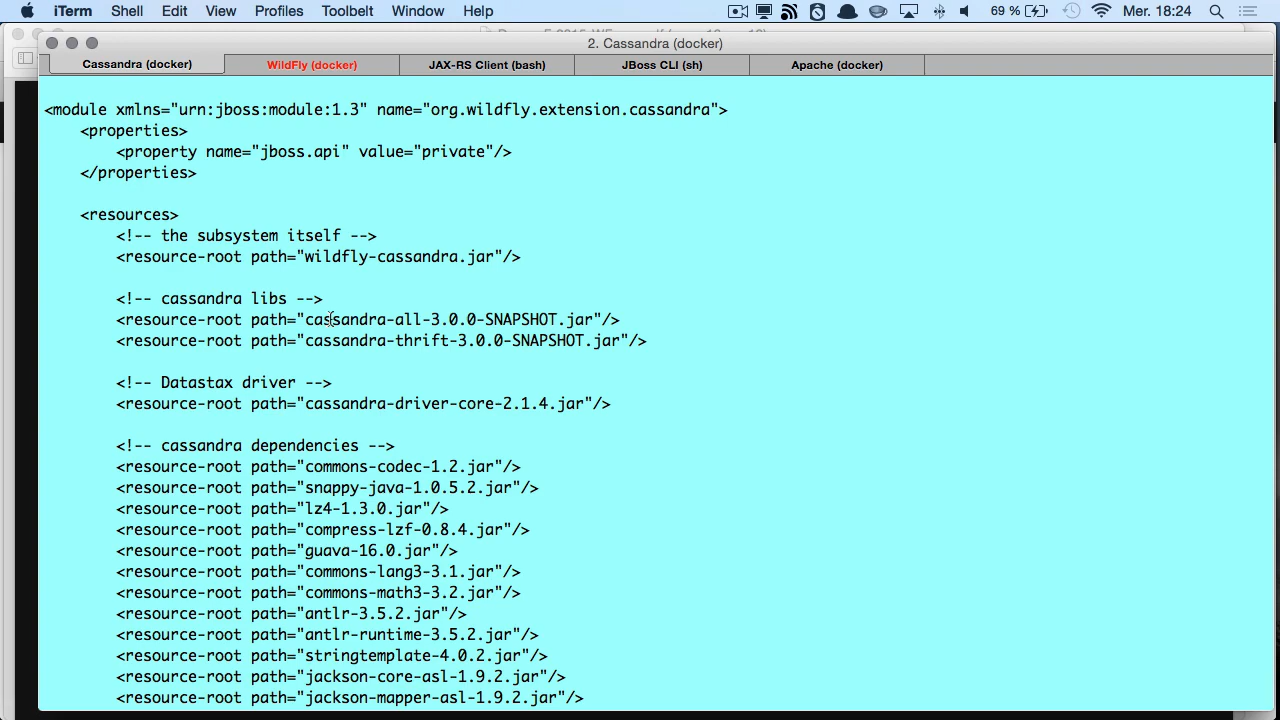 iTerm Shell Edit View Profiles Toolbelt Window Help 69 % Mer. 18:24
2. Cassandra (docker)
Cassandra (docker) WildFly (docker) JAX-RS Client (bash) JBoss CLI (sh) Apache (docker)
<module xmlns="urn:jboss:module:1.3" name="org.wildfly.extension.cassandra">
<properties>
<property name="jboss.api" value="private"/>
</properties>
<resources>
<!-- the subsystem itself -->
<resource-root path="wildfly-cassandra.jar"/>
<!-- cassandra libs -->
<resource-root path="cassandra-all-3.0.0-SNAPSHOT.jar"/>
<resource-root path="cassandra-thrift-3.0.0-SNAPSHOT.jar"/>
<!-- Datastax driver -->
<resource-root path="cassandra-driver-core-2.1.4.jar"/>
<!-- cassandra dependencies -->
<resource-root path="commons-codec-1.2.jar"/>
<resource-root path="snappy-java-1.0.5.2.jar"/>
<resource-root path="lz4-1.3.0.jar"/>
<resource-root path="compress-lzf-0.8.4.jar"/>
<resource-root path="guava-16.0.jar"/>
<resource-root path="commons-lang3-3.1.jar"/>
<resource-root path="commons-math3-3.2.jar"/>
<resource-root path="antlr-3.5.2.jar"/>
<resource-root path="antlr-runtime-3.5.2.jar"/>
<resource-root path="stringtemplate-4.0.2.jar"/>
<resource-root path="jackson-core-asl-1.9.2.jar"/>
<resource-root path="jackson-mapper-asl-1.9.2.jar"/>